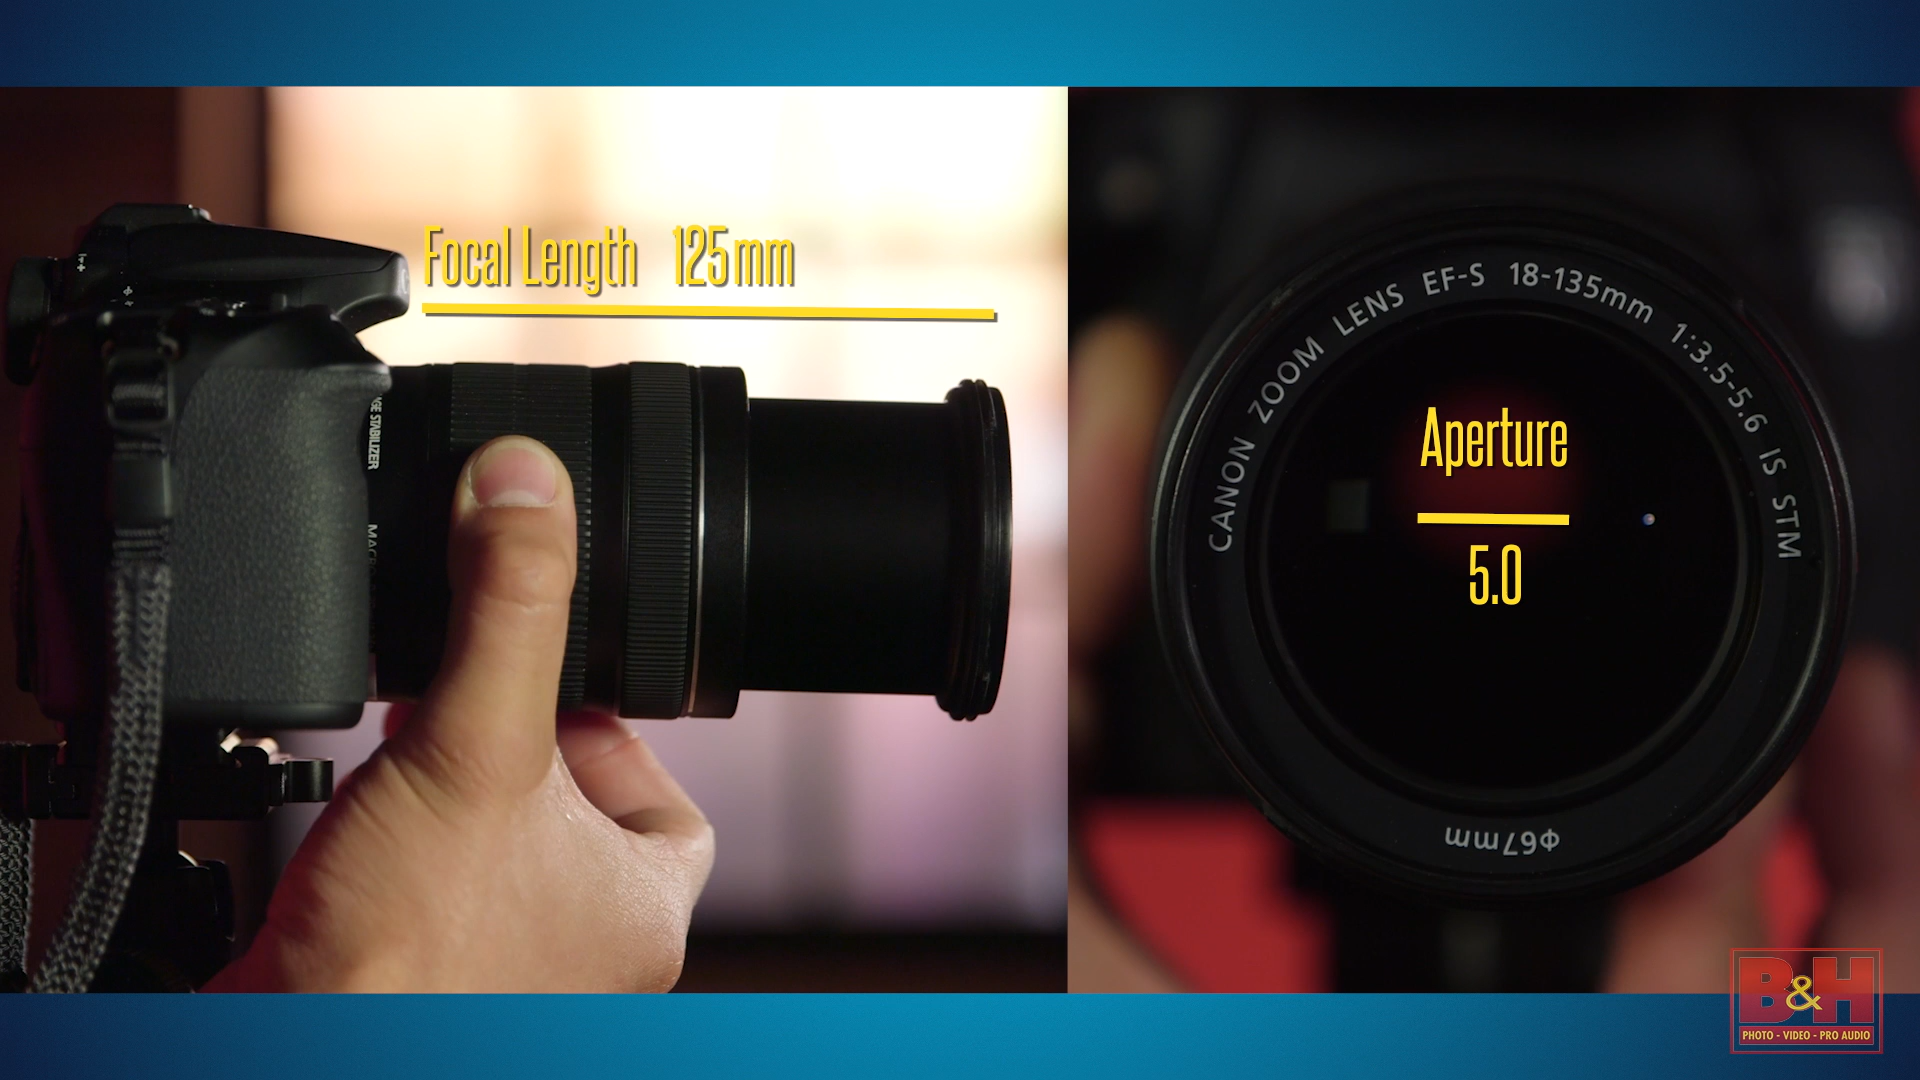 Focal Length 125mm
IMAGE STABILIZER
MACRO
Aperture
5.0
CANON ZOOM LENS EF-S 18-135mm 1:3.5-5.6 IS STM
φ67mm
B&H
PHOTO - VIDEO - PRO AUDIO